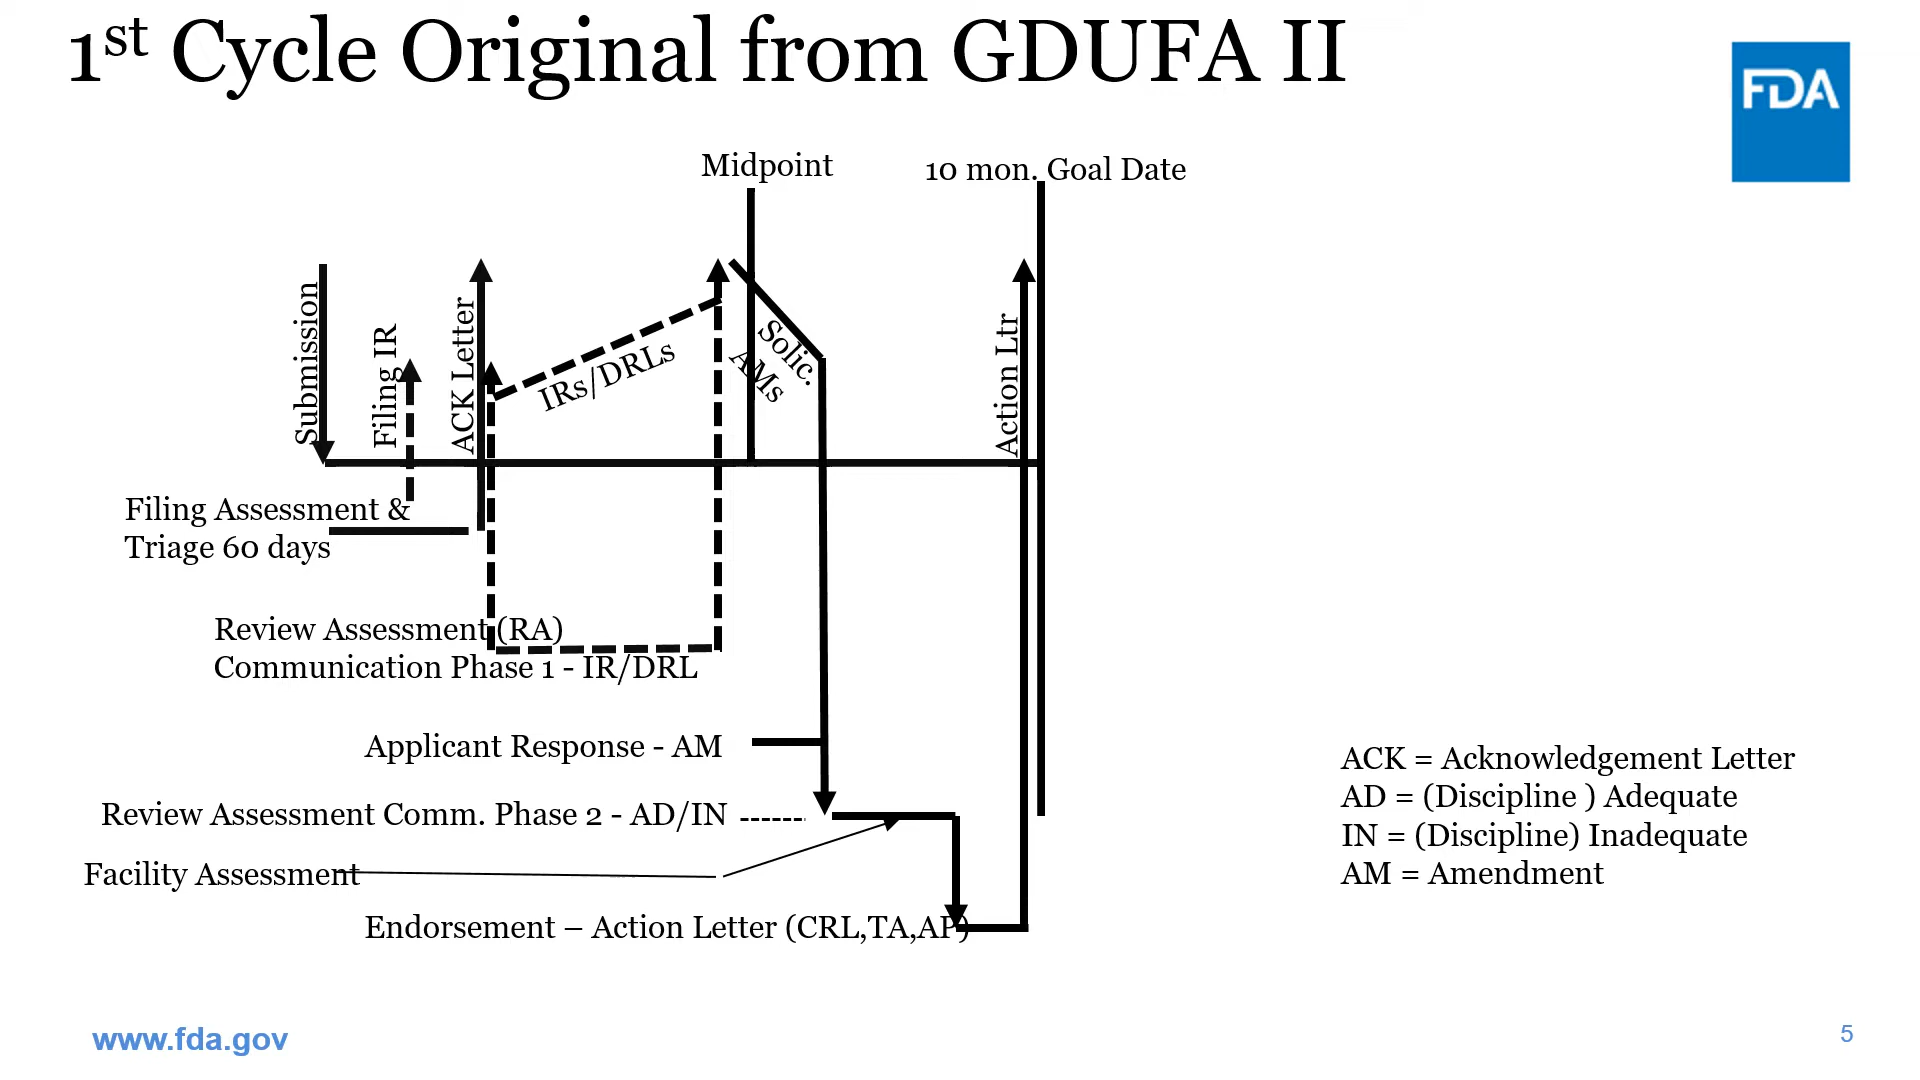 1st Cycle Original from GDUFA II
FDA
Midpoint
10 mon. Goal Date
Submission
Filing IR
ACK Letter
IRs/DRLs
Solic.
AMs
Action Ltr
Filing Assessment &
Triage 60 days
Review Assessment (RA)
Communication Phase 1 - IR/DRL
Applicant Response - AM
Review Assessment Comm. Phase 2 - AD/IN
Facility Assessment
Endorsement – Action Letter (CRL,TA,AP)
ACK = Acknowledgement Letter
AD = (Discipline ) Adequate
IN = (Discipline) Inadequate
AM = Amendment
www.fda.gov
5